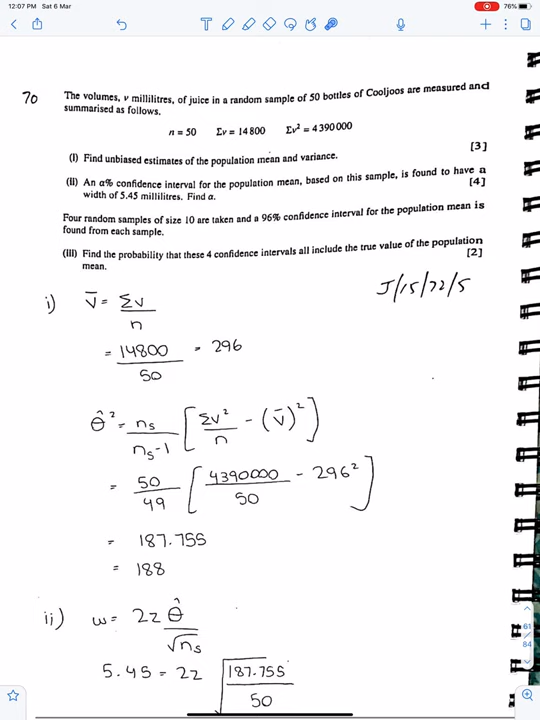 12:07 PM Sat 6 Mar
76%
70 The volumes, v millilitres, of juice in a random sample of 50 bottles of Cooljoos are measured and
summarised as follows.
n = 50 Σv = 14 800 Σv² = 4 390 000
(i) Find unbiased estimates of the population mean and variance. [3]
(ii) An α% confidence interval for the population mean, based on this sample, is found to have a
width of 5.45 millilitres. Find α. [4]
Four random samples of size 10 are taken and a 96% confidence interval for the population mean is
found from each sample.
(iii) Find the probability that these 4 confidence intervals all include the true value of the population
mean. [2]
J/15/72/5
i) v̄ = Σv/n
= 14800/50 = 296
θ̂² = nₛ/(nₛ-1) [Σv²/n - (v̄)²]
= 50/49 [4390000/50 - 296²]
= 187.755
= 188
ii) w = 2z θ̂/√nₛ
5.45 = 2z √(187.755/50)
61
84